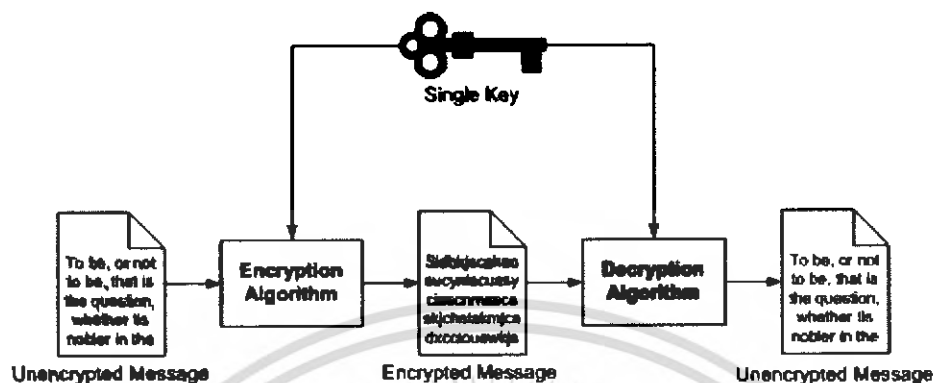 Single Key
To be, or not
to be, that is
the question,
whether tis
nobler in the
Encryption
Algorithm
Decryption
Algorithm
To be, or not
to be, that is
the question,
whether tis
nobler in the
Unencrypted Message
Encrypted Message
Unencrypted Message